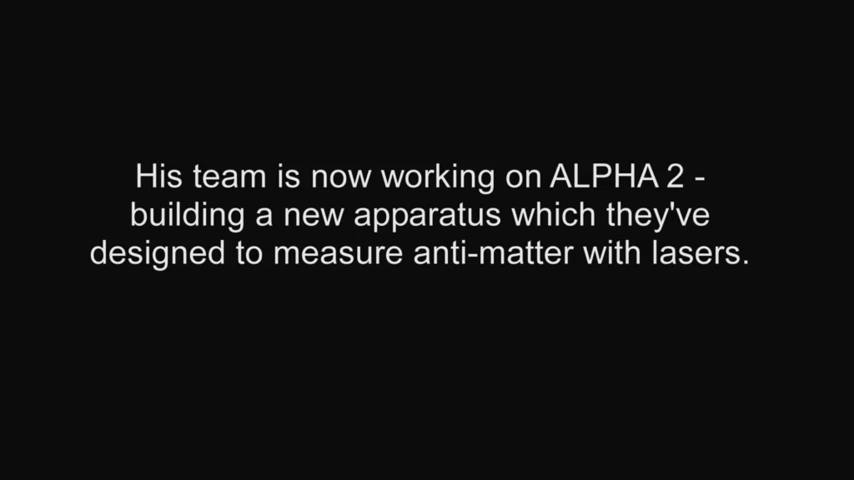 His team is now working on ALPHA 2 -
building a new apparatus which they've
designed to measure anti-matter with lasers.